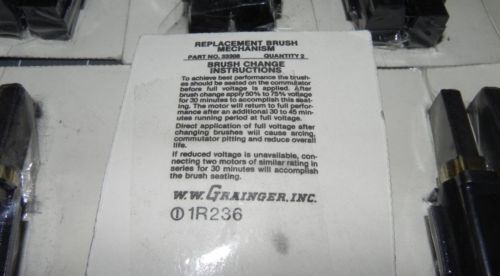 REPLACEMENT BRUSH
MECHANISM
PART NO. 53308 QUANTITY 2
BRUSH CHANGE
INSTRUCTIONS
To achieve best performance the brush-
es should be seated on the commutator
before full voltage is applied. After
brush change apply 50% to 75% voltage
for 30 minutes to accomplish this seat-
ing. The motor will return to full perfor-
mance after an additional 30 to 45 min-
utes running period at full voltage.
Direct application of full voltage after
changing brushes will cause arcing,
commutator pitting and reduce overall
life.
If reduced voltage is unavailable, con-
necting two motors of similar rating in
series for 30 minutes will accomplish
the brush seating.
W.W. GRAINGER, INC.
1R236